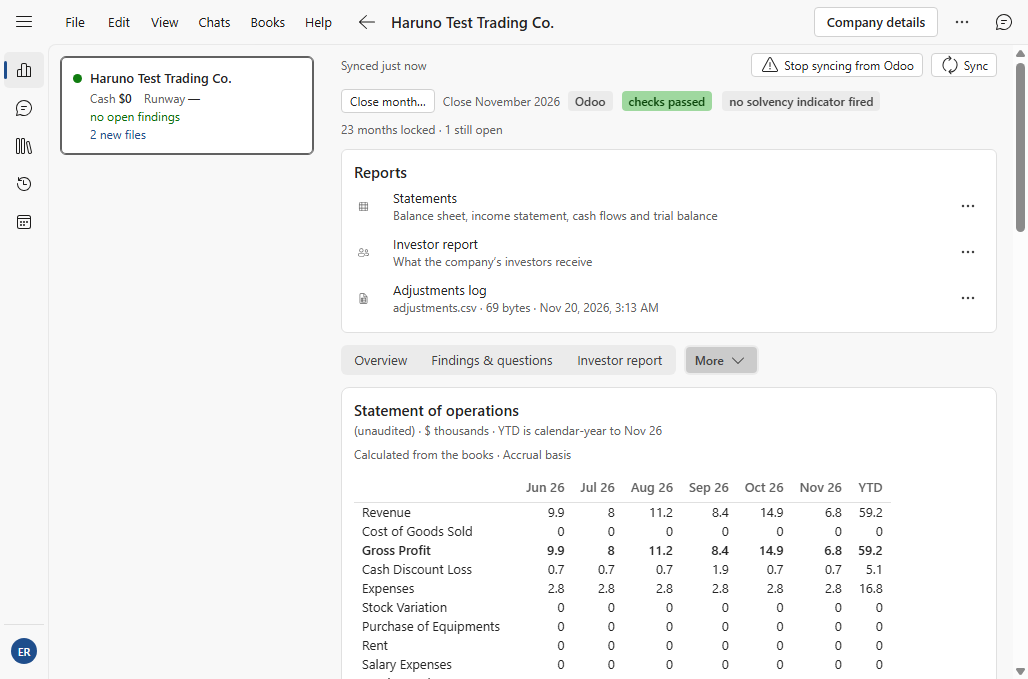 File Edit View Chats Books Help Haruno Test Trading Co. Company details
Haruno Test Trading Co.
Cash $0 Runway —
no open findings
2 new files
ER
Synced just now Stop syncing from Odoo Sync
Close month... Close November 2026 Odoo checks passed no solvency indicator fired
23 months locked · 1 still open
Reports
Statements
Balance sheet, income statement, cash flows and trial balance
Investor report
What the company's investors receive
Adjustments log
adjustments.csv · 69 bytes · Nov 20, 2026, 3:13 AM
Overview Findings & questions Investor report More
Statement of operations
(unaudited) · $ thousands · YTD is calendar-year to Nov 26
Calculated from the books · Accrual basis
Jun 26 Jul 26 Aug 26 Sep 26 Oct 26 Nov 26 YTD
Revenue 9.9 8 11.2 8.4 14.9 6.8 59.2
Cost of Goods Sold 0 0 0 0 0 0 0
Gross Profit 9.9 8 11.2 8.4 14.9 6.8 59.2
Cash Discount Loss 0.7 0.7 0.7 1.9 0.7 0.7 5.1
Expenses 2.8 2.8 2.8 2.8 2.8 2.8 16.8
Stock Variation 0 0 0 0 0 0 0
Purchase of Equipments 0 0 0 0 0 0 0
Rent 0 0 0 0 0 0 0
Salary Expenses 0 0 0 0 0 0 0